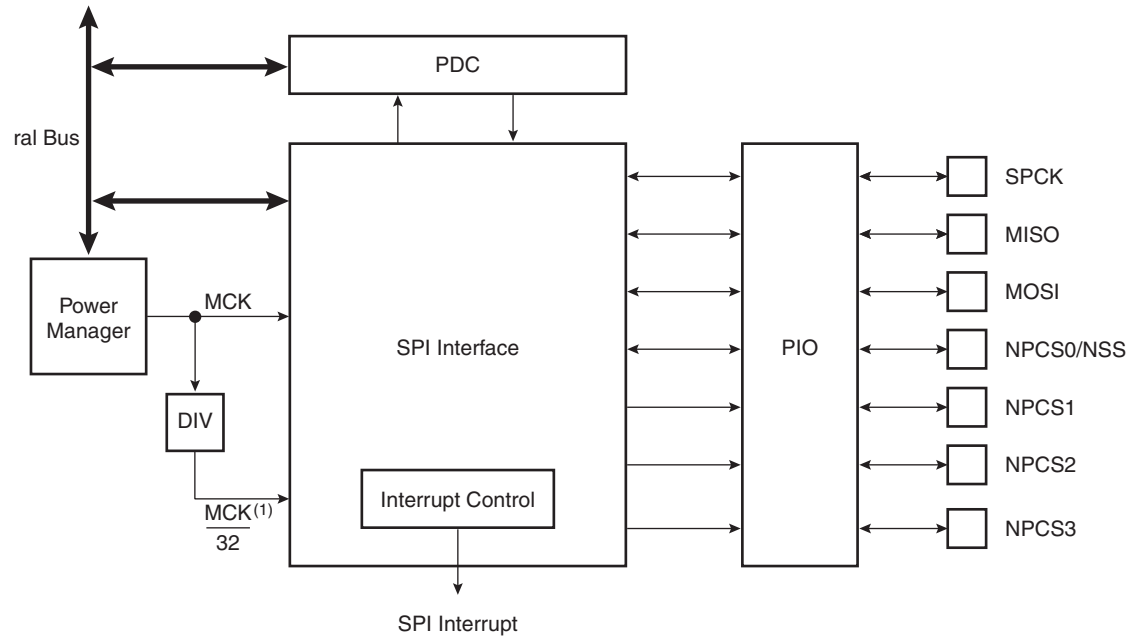 PDC
ral Bus
SPCK
MISO
MOSI
NPCS0/NSS
NPCS1
NPCS2
NPCS3
Power
Manager
MCK
SPI Interface
PIO
DIV
Interrupt Control
MCK(1)
32
SPI Interrupt